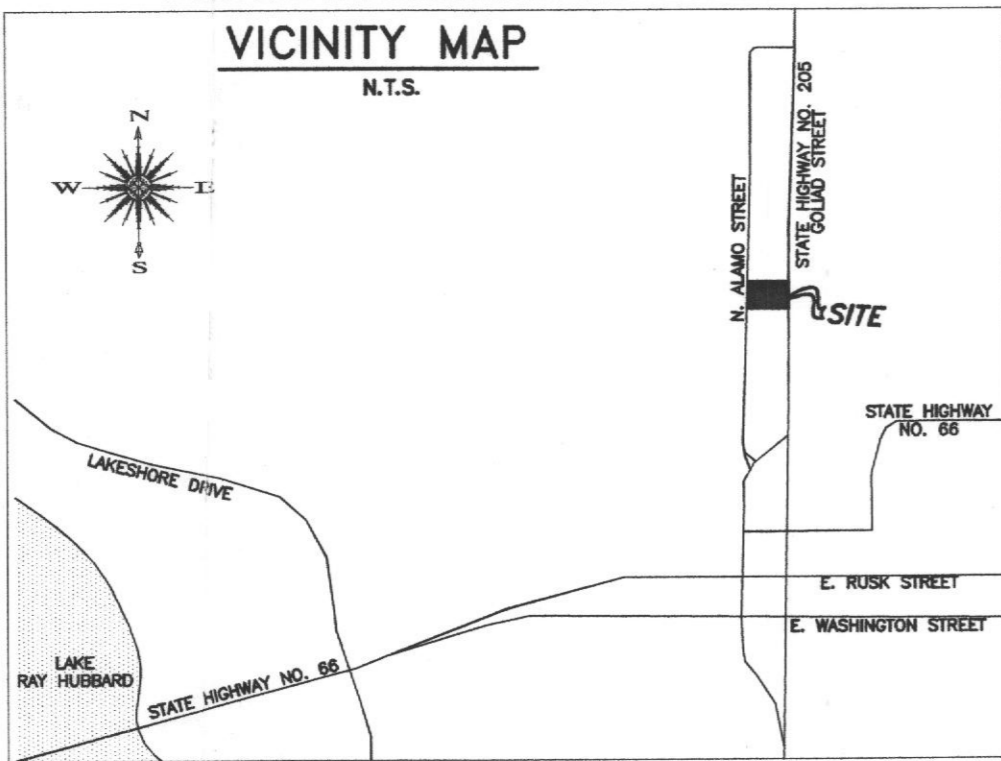 VICINITY MAP
N.T.S.
N
W
E
S
N. ALAMO STREET
STATE HIGHWAY NO. 205
GOLIAD STREET
SITE
STATE HIGHWAY
NO. 66
LAKESHORE DRIVE
E. RUSK STREET
E. WASHINGTON STREET
LAKE
RAY HUBBARD
STATE HIGHWAY NO. 66